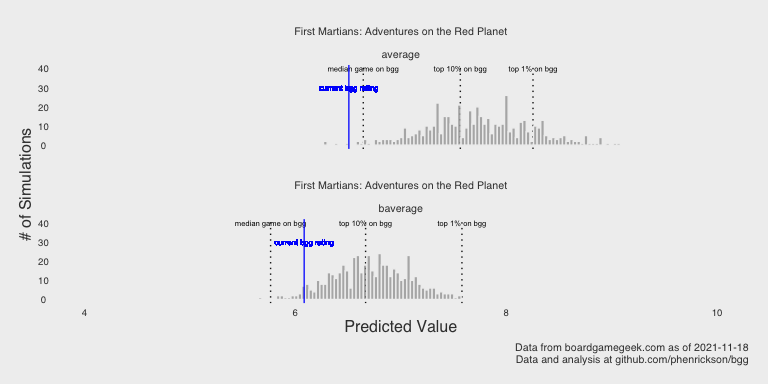 First Martians: Adventures on the Red Planet
average
40
median game on bgg
top 10% on bgg
top 1% on bgg
current bgg rating
30
20
10
0
First Martians: Adventures on the Red Planet
baverage
40
median game on bgg
top 10% on bgg
top 1% on bgg
current bgg rating
30
20
10
0
# of Simulations
4
6
8
10
Predicted Value
Data from boardgamegeek.com as of 2021-11-18
Data and analysis at github.com/phenrickson/bgg